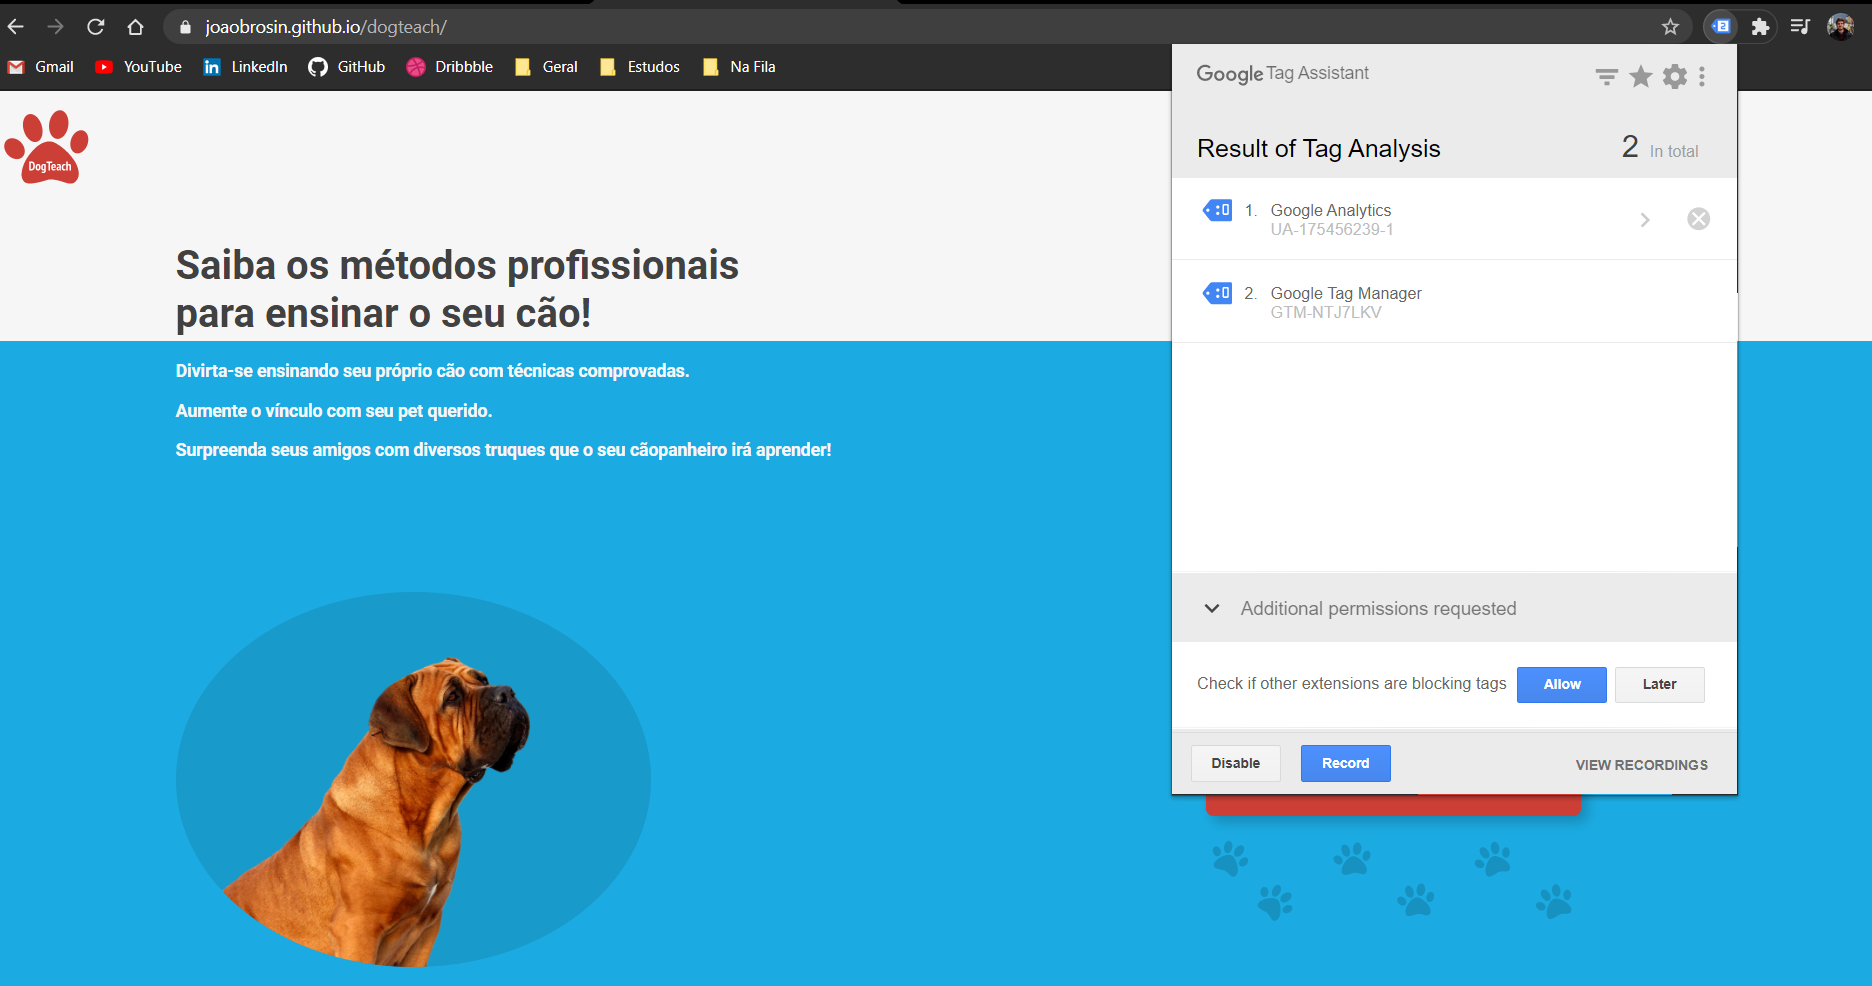 joaobrosin.github.io/dogteach/
2
Gmail
YouTube
in
LinkedIn
GitHub
Dribbble
Geral
Estudos
Na Fila
DogTeach
Saiba os métodos profissionais
para ensinar o seu cão!
Divirta-se ensinando seu próprio cão com técnicas comprovadas.
Aumente o vínculo com seu pet querido.
Surpreenda seus amigos com diversos truques que o seu cãopanheiro irá aprender!
Google Tag Assistant
Result of Tag Analysis 2 In total
1. Google Analytics
UA-175456239-1
2. Google Tag Manager
GTM-NTJ7LKV
Additional permissions requested
Check if other extensions are blocking tags Allow Later
Disable Record VIEW RECORDINGS